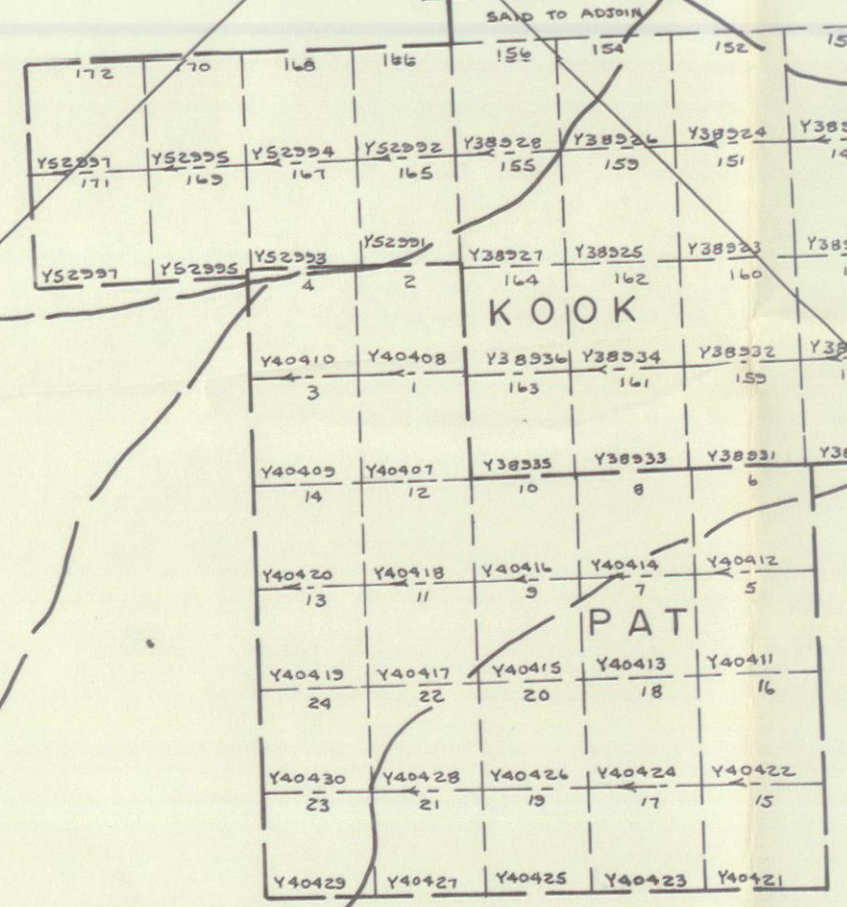 SAID TO ADJOIN
172 170 168 166 156 154 152
Y52997 Y52995 Y52994 Y52992 Y38928 Y38926 Y38924
171 169 167 165 155 159 151
Y52997 Y52995 Y52993 Y52991 Y38927 Y38925 Y38923
4 2 164 162 160
KOOK
Y40410 Y40408 Y38936 Y38934 Y38932
3 1 163 161 159
Y40409 Y40407 Y38935 Y38933 Y38931
14 12 10 8 6
Y40420 Y40418 Y40416 Y40414 Y40412
13 11 9 7 5
PAT
Y40419 Y40417 Y40415 Y40413 Y40411
24 22 20 18 16
Y40430 Y40428 Y40426 Y40424 Y40422
23 21 19 17 15
Y40429 Y40427 Y40425 Y40423 Y40421